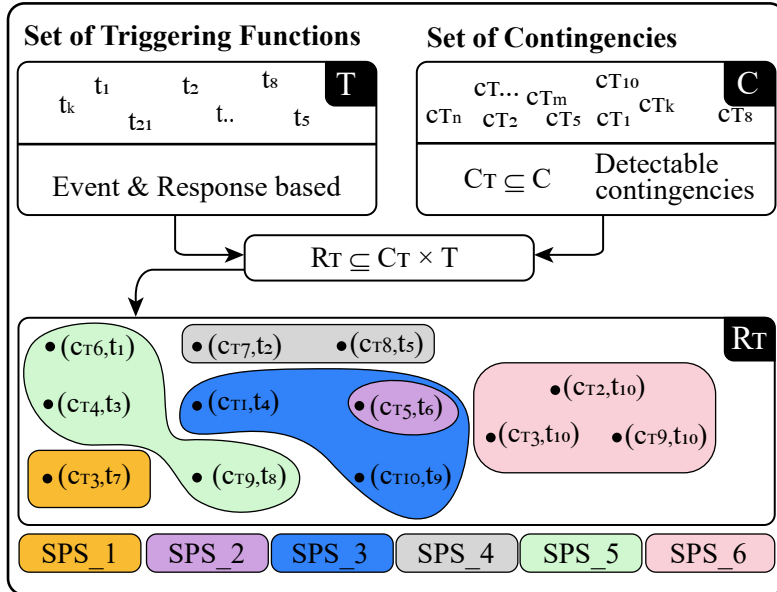 Set of Triggering Functions
Set of Contingencies
T
tk t1 t21 t2 t.. t8 t5
Event & Response based
C
cTn cT... cT2 cTm cT5 cT10 cT1 cTk cT8
CT ⊆ C
Detectable
contingencies
RT ⊆ CT × T
RT
(cT6,t1)
(cT7,t2)
(cT8,t5)
(cT4,t3)
(cT1,t4)
(cT5,t6)
(cT2,t10)
(cT3,t10)
(cT9,t10)
(cT3,t7)
(cT9,t8)
(cT10,t9)
SPS_1
SPS_2
SPS_3
SPS_4
SPS_5
SPS_6